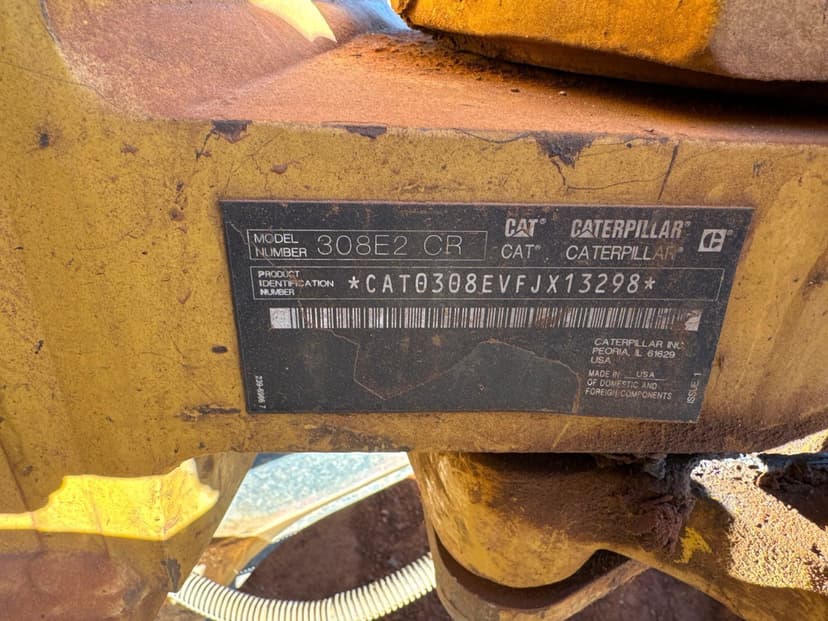 MODEL NUMBER 308E2 CR
CAT® CATERPILLAR®
CAT® CATERPILLAR®
PRODUCT IDENTIFICATION NUMBER *CAT0308EVFJX13298*
CATERPILLAR INC.
PEORIA, IL 61629
USA
MADE IN USA
OF DOMESTIC AND
FOREIGN COMPONENTS
ISSUE 1